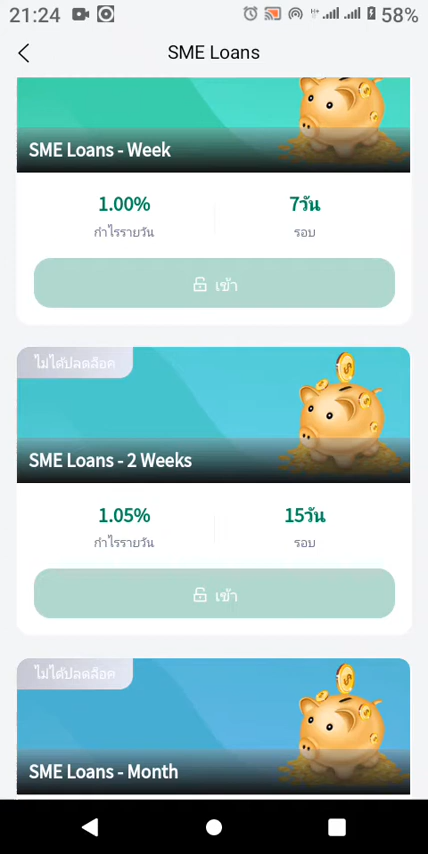 21:24
58%
SME Loans
SME Loans - Week
1.00%
7วัน
กำไรรายวัน
รอบ
เข้า
ไม่ได้ปลดล็อค
SME Loans - 2 Weeks
1.05%
15วัน
กำไรรายวัน
รอบ
เข้า
ไม่ได้ปลดล็อค
SME Loans - Month